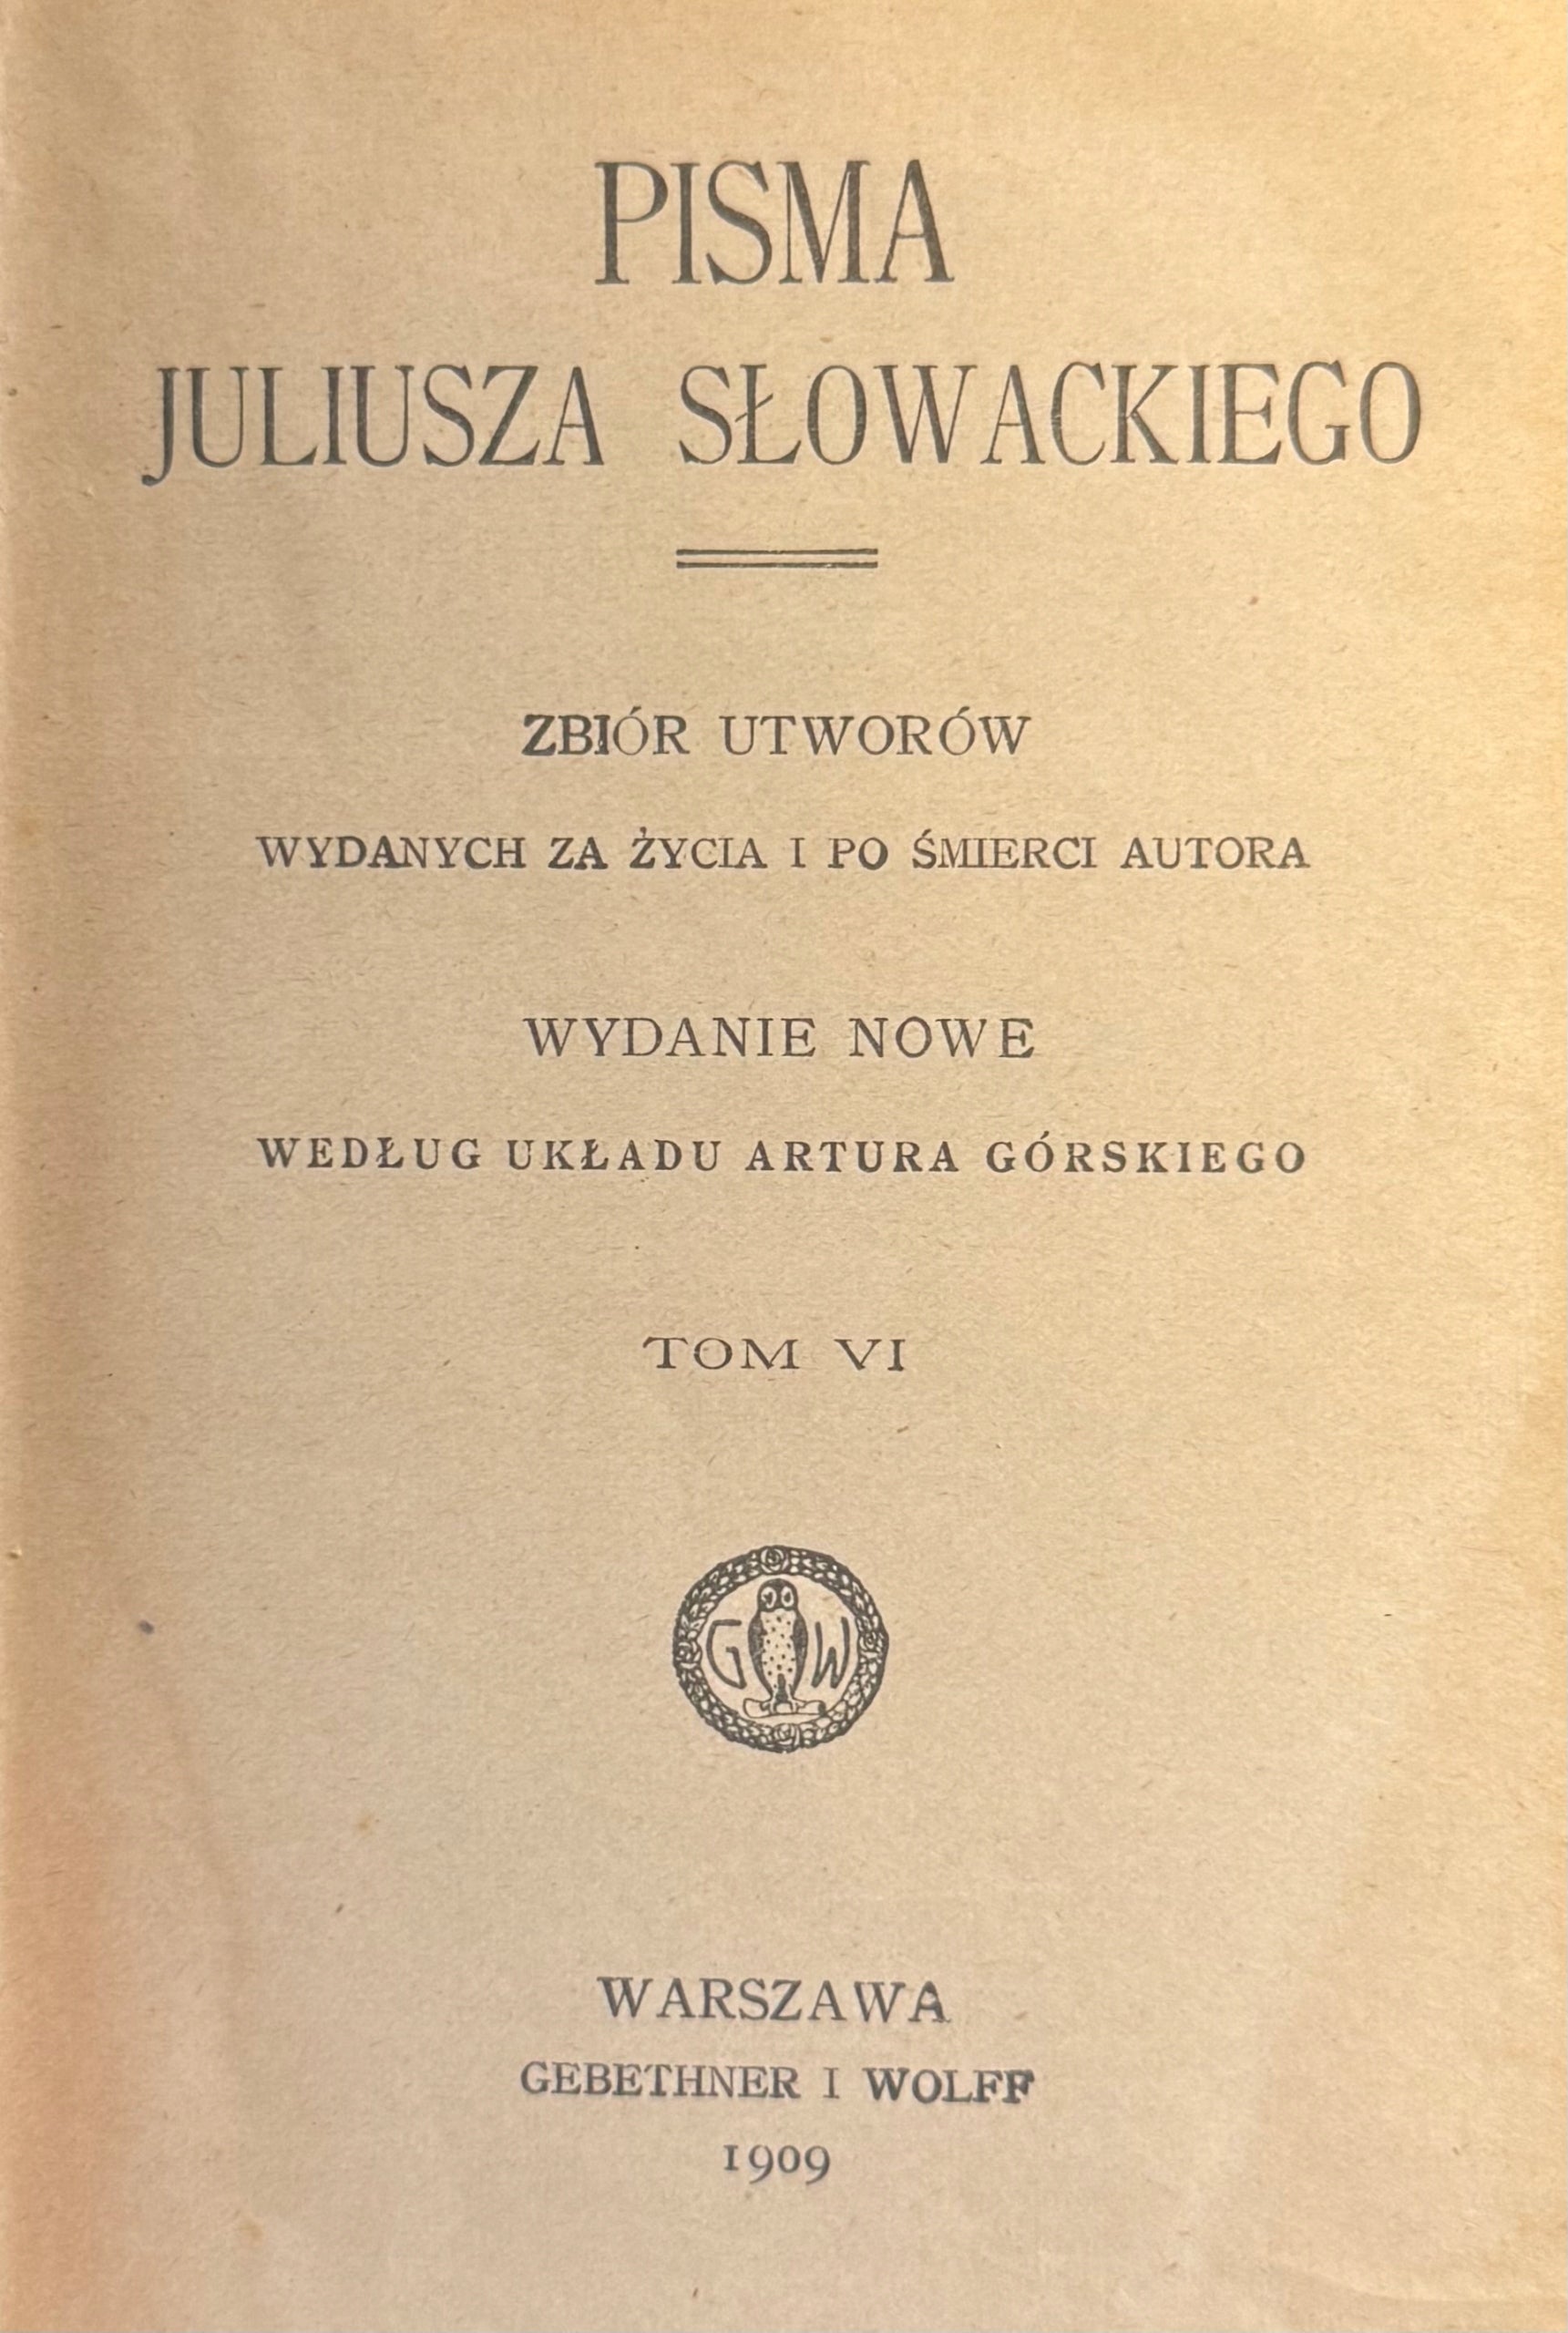 PISMA
JULIUSZA SŁOWACKIEGO
ZBIÓR UTWORÓW
WYDANYCH ZA ŻYCIA I PO ŚMIERCI AUTORA
WYDANIE NOWE
WEDŁUG UKŁADU ARTURA GÓRSKIEGO
TOM VI
G W
WARSZAWA
GEBETHNER I WOLFF
1909